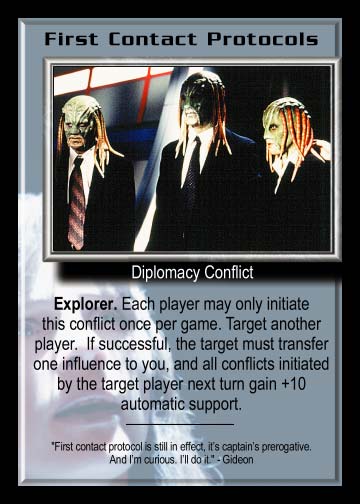 First Contact Protocols
Diplomacy Conflict
Explorer. Each player may only initiate
this conflict once per game. Target another
player. If successful, the target must transfer
one influence to you, and all conflicts initiated
by the target player next turn gain +10
automatic support.
"First contact protocol is still in effect, it's captain's prerogative.
And I'm curious. I'll do it." - Gideon